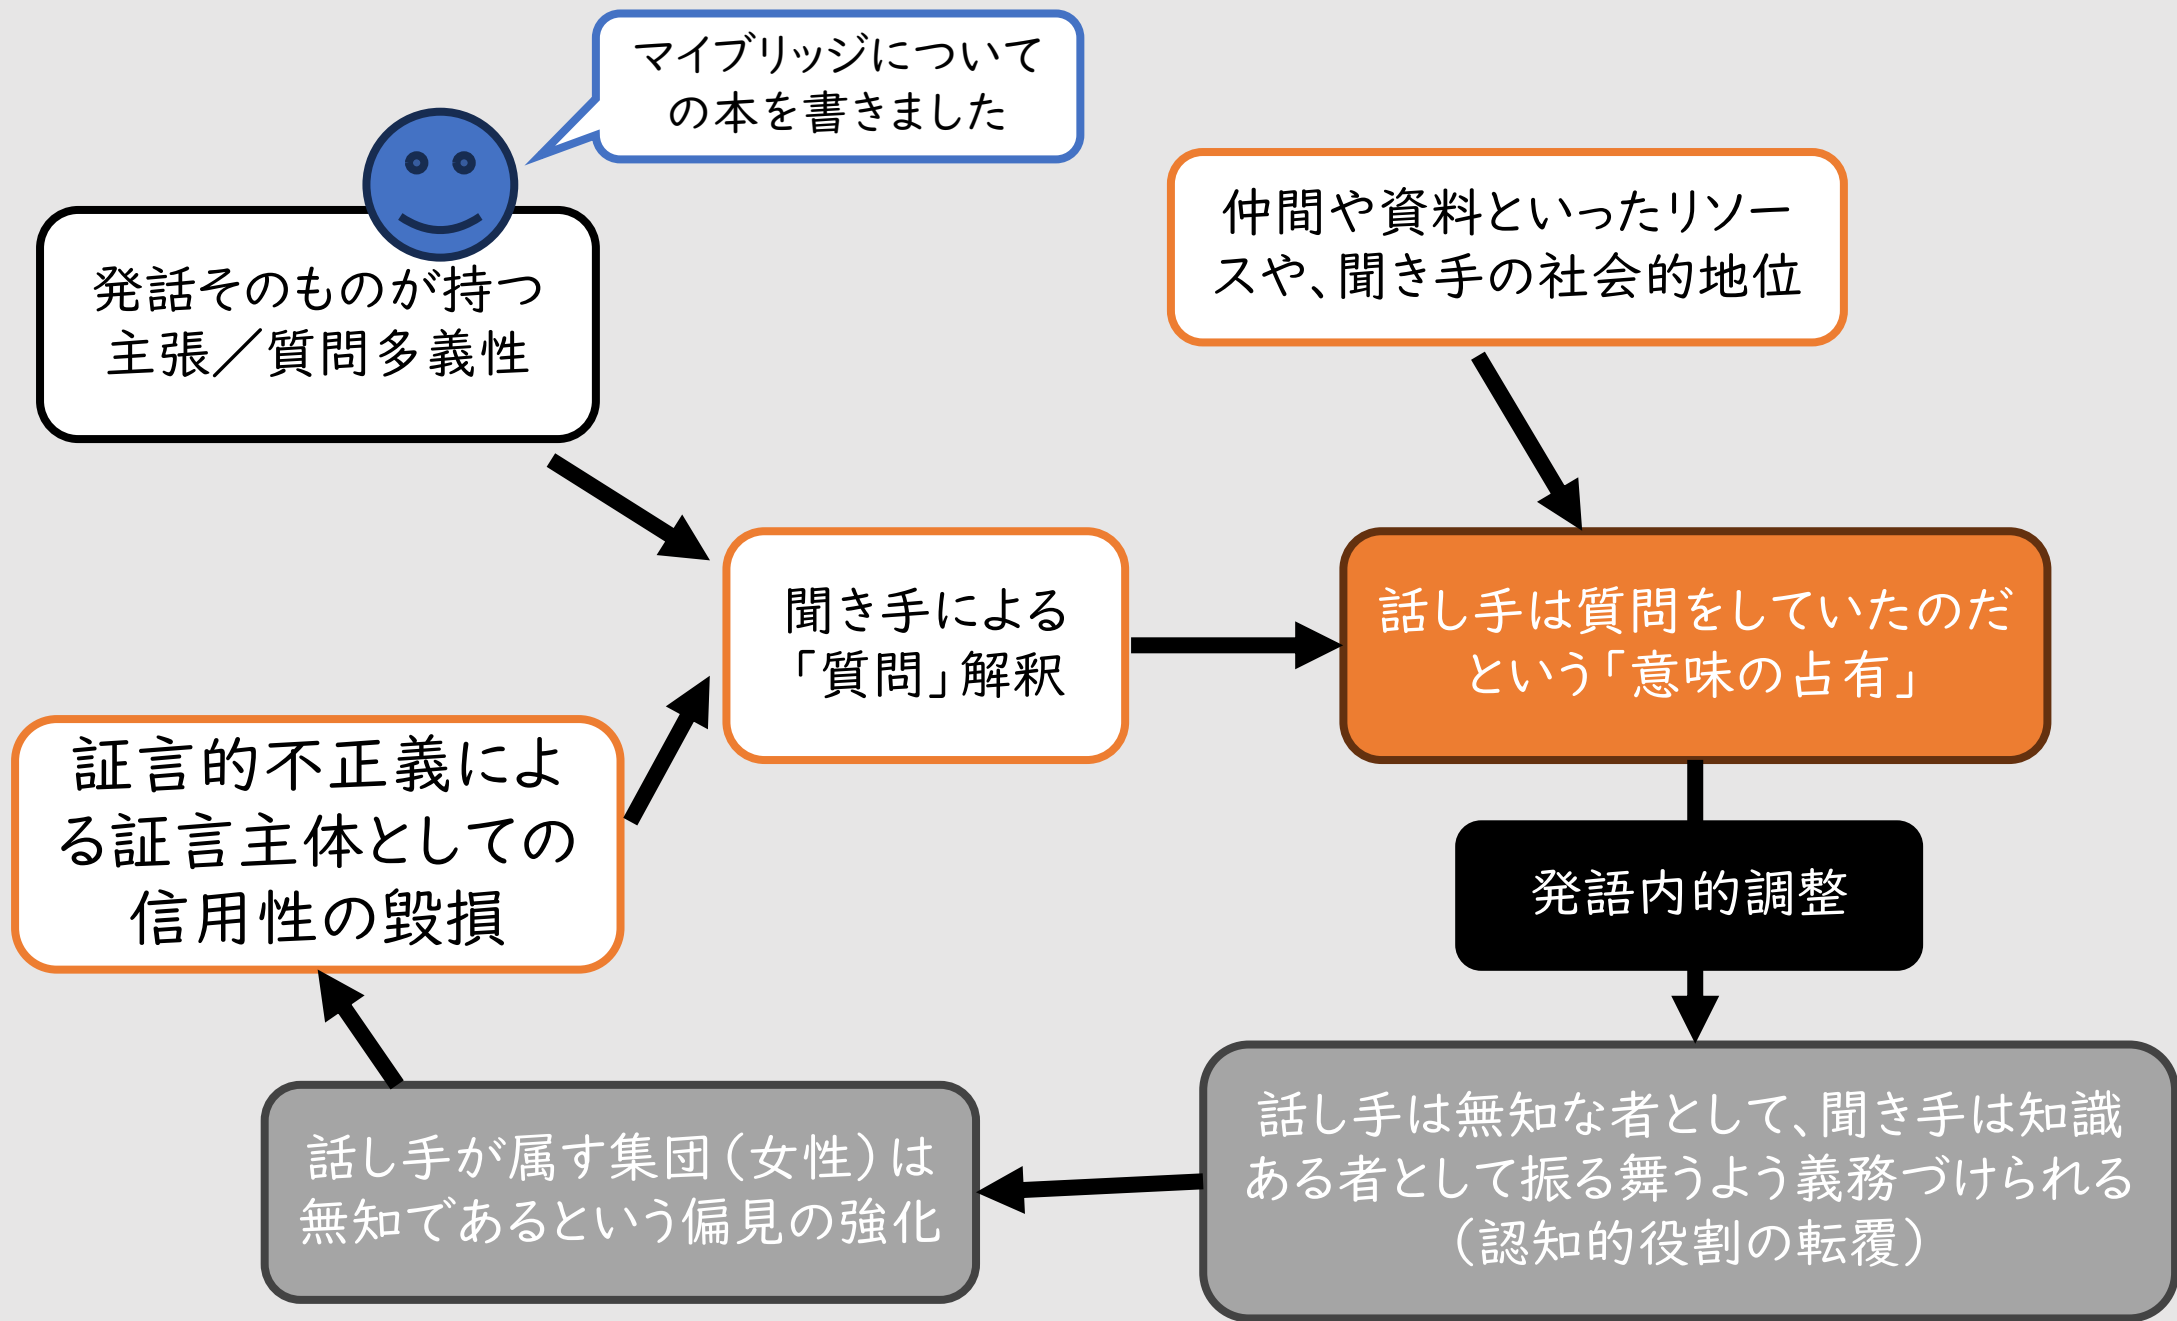 マイブリッジについて
の本を書きました
発話そのものが持つ
主張／質問多義性
仲間や資料といったリソー
スや、聞き手の社会的地位
聞き手による
「質問」解釈
話し手は質問をしていたのだ
という「意味の占有」
証言的不正義によ
る証言主体としての
信用性の毀損
発語内的調整
話し手は無知な者として、聞き手は知識
ある者として振る舞うよう義務づけられる
（認知的役割の転覆）
話し手が属す集団（女性）は
無知であるという偏見の強化